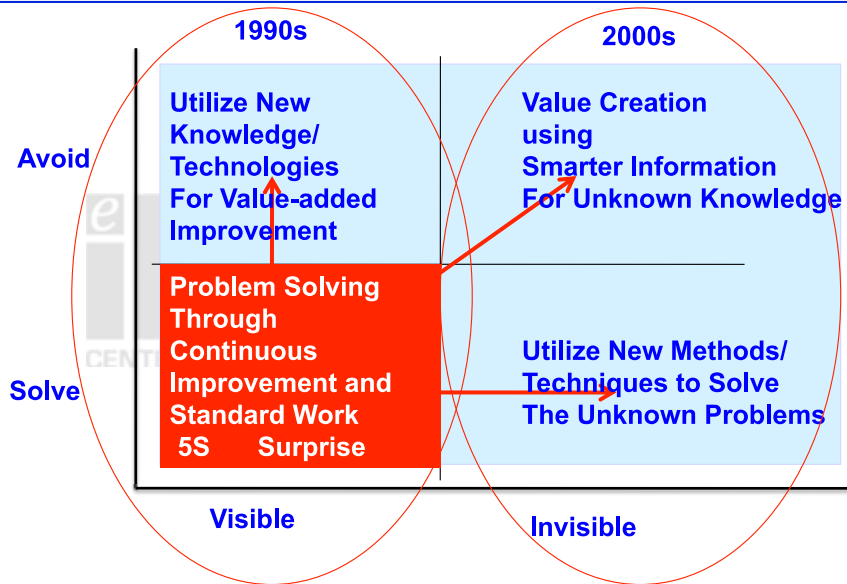 1990s
2000s
Avoid
Utilize New
Knowledge/
Technologies
For Value-added
Improvement
Value Creation
using
Smarter Information
For Unknown Knowledge
Solve
Problem Solving
Through
Continuous
Improvement and
Standard Work
5S Surprise
Utilize New Methods/
Techniques to Solve
The Unknown Problems
Visible
Invisible